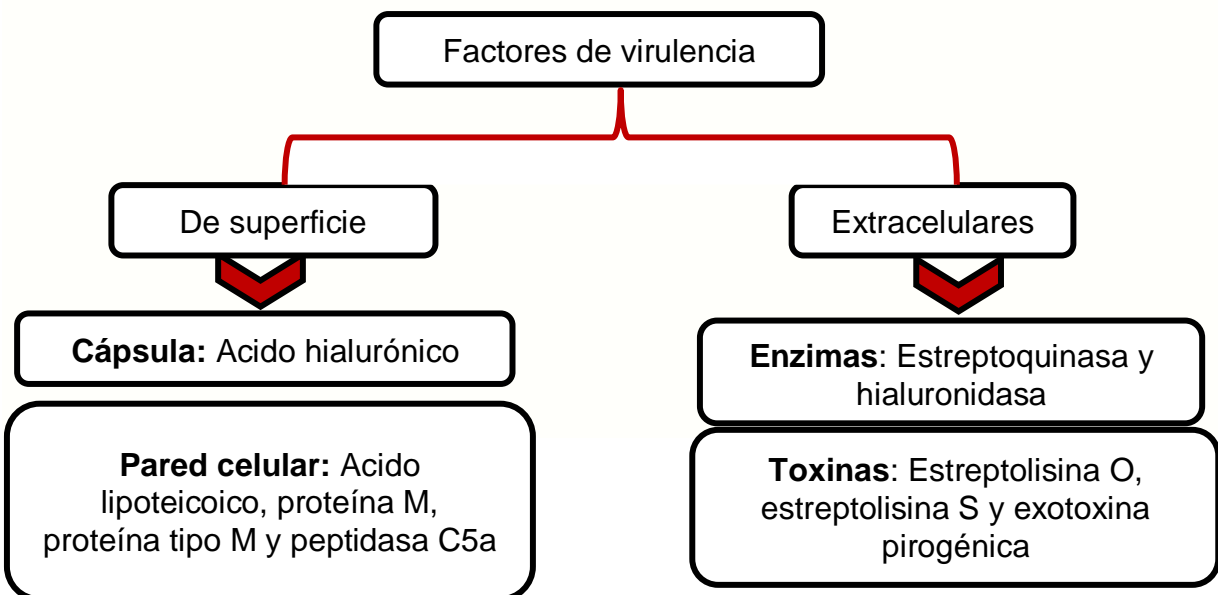 Factores de virulencia
De superficie
Extracelulares
Cápsula: Acido hialurónico
Pared celular: Acido
lipoteicoico, proteína M,
proteína tipo M y peptidasa C5a
Enzimas: Estreptoquinasa y
hialuronidasa
Toxinas: Estreptolisina O,
estreptolisina S y exotoxina
pirogénica